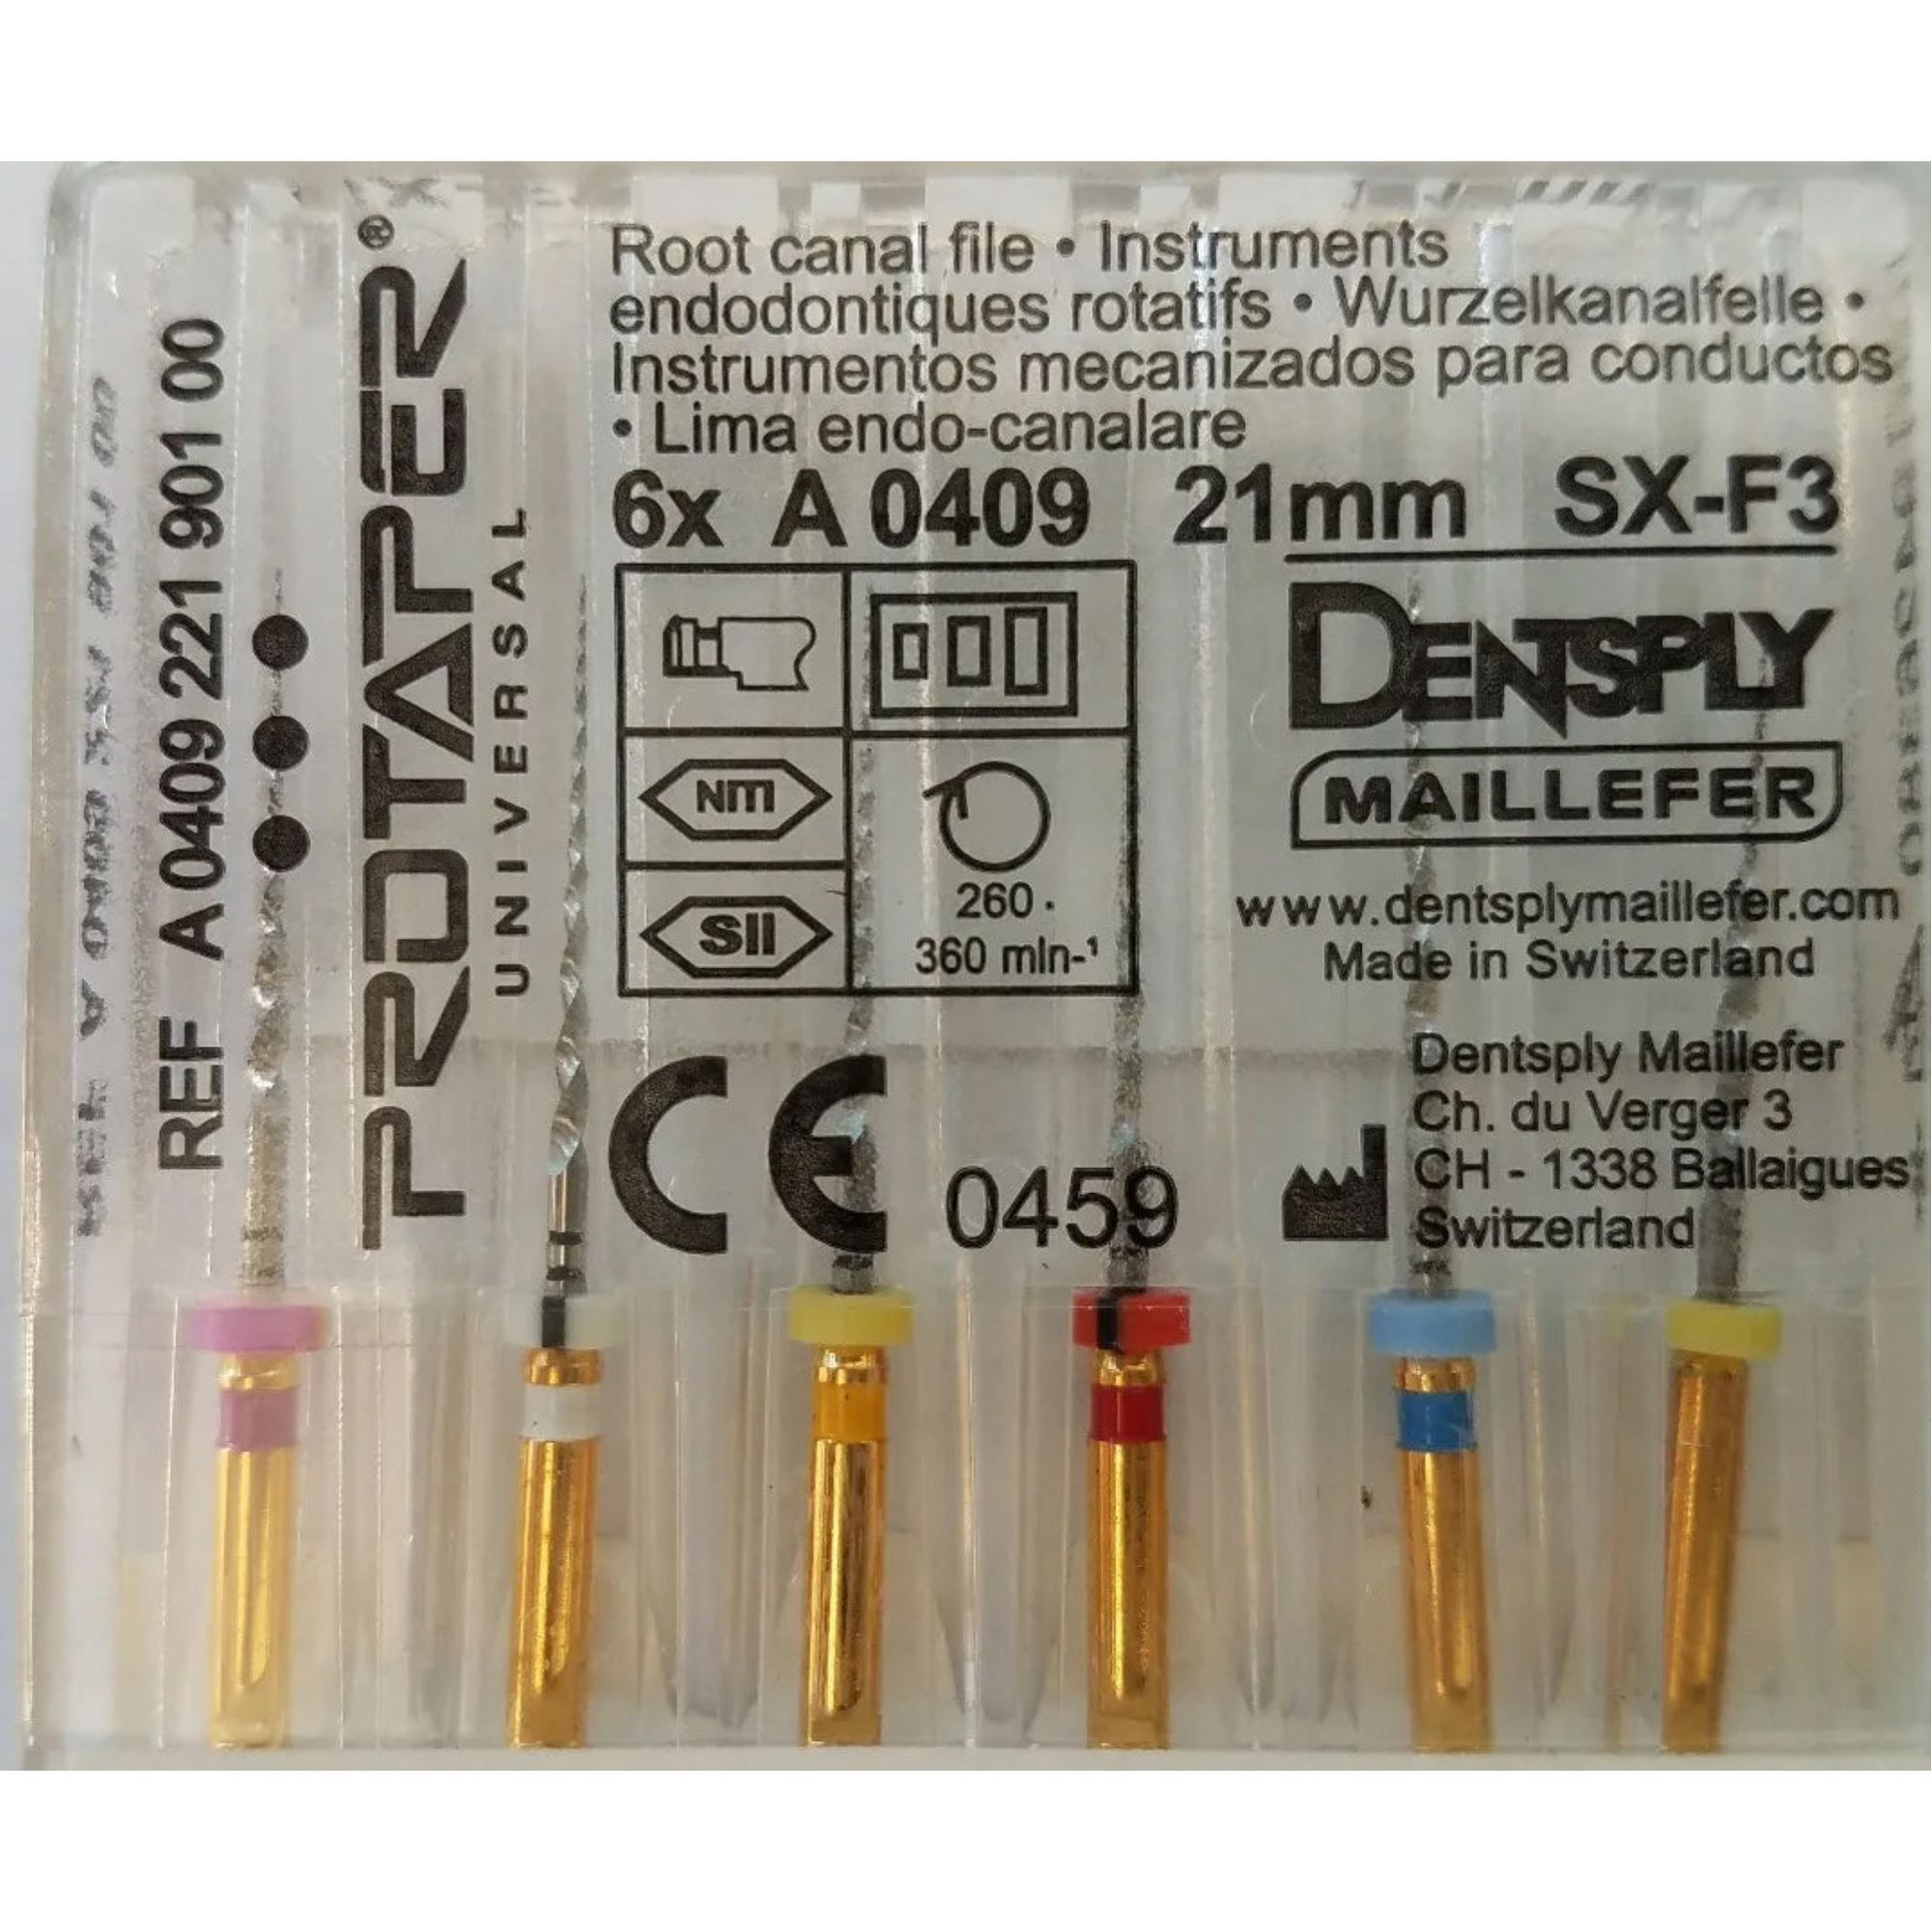 REF A 0409 221 901 00
PROTAPER®
UNIVERSAL
Root canal file • Instruments
endodontiques rotatifs • Wurzelkanalfelle •
Instrumentos mecanizados para conductos
• Lima endo-canalare
6x A 0409 21mm SX-F3
NiTi
SII
260 .
360 mln-¹
DENTSPLY
MAILLEFER
www.dentsplymaillefer.com
Made in Switzerland
CE 0459
Dentsply Maillefer
Ch. du Verger 3
CH - 1338 Ballaigues
Switzerland